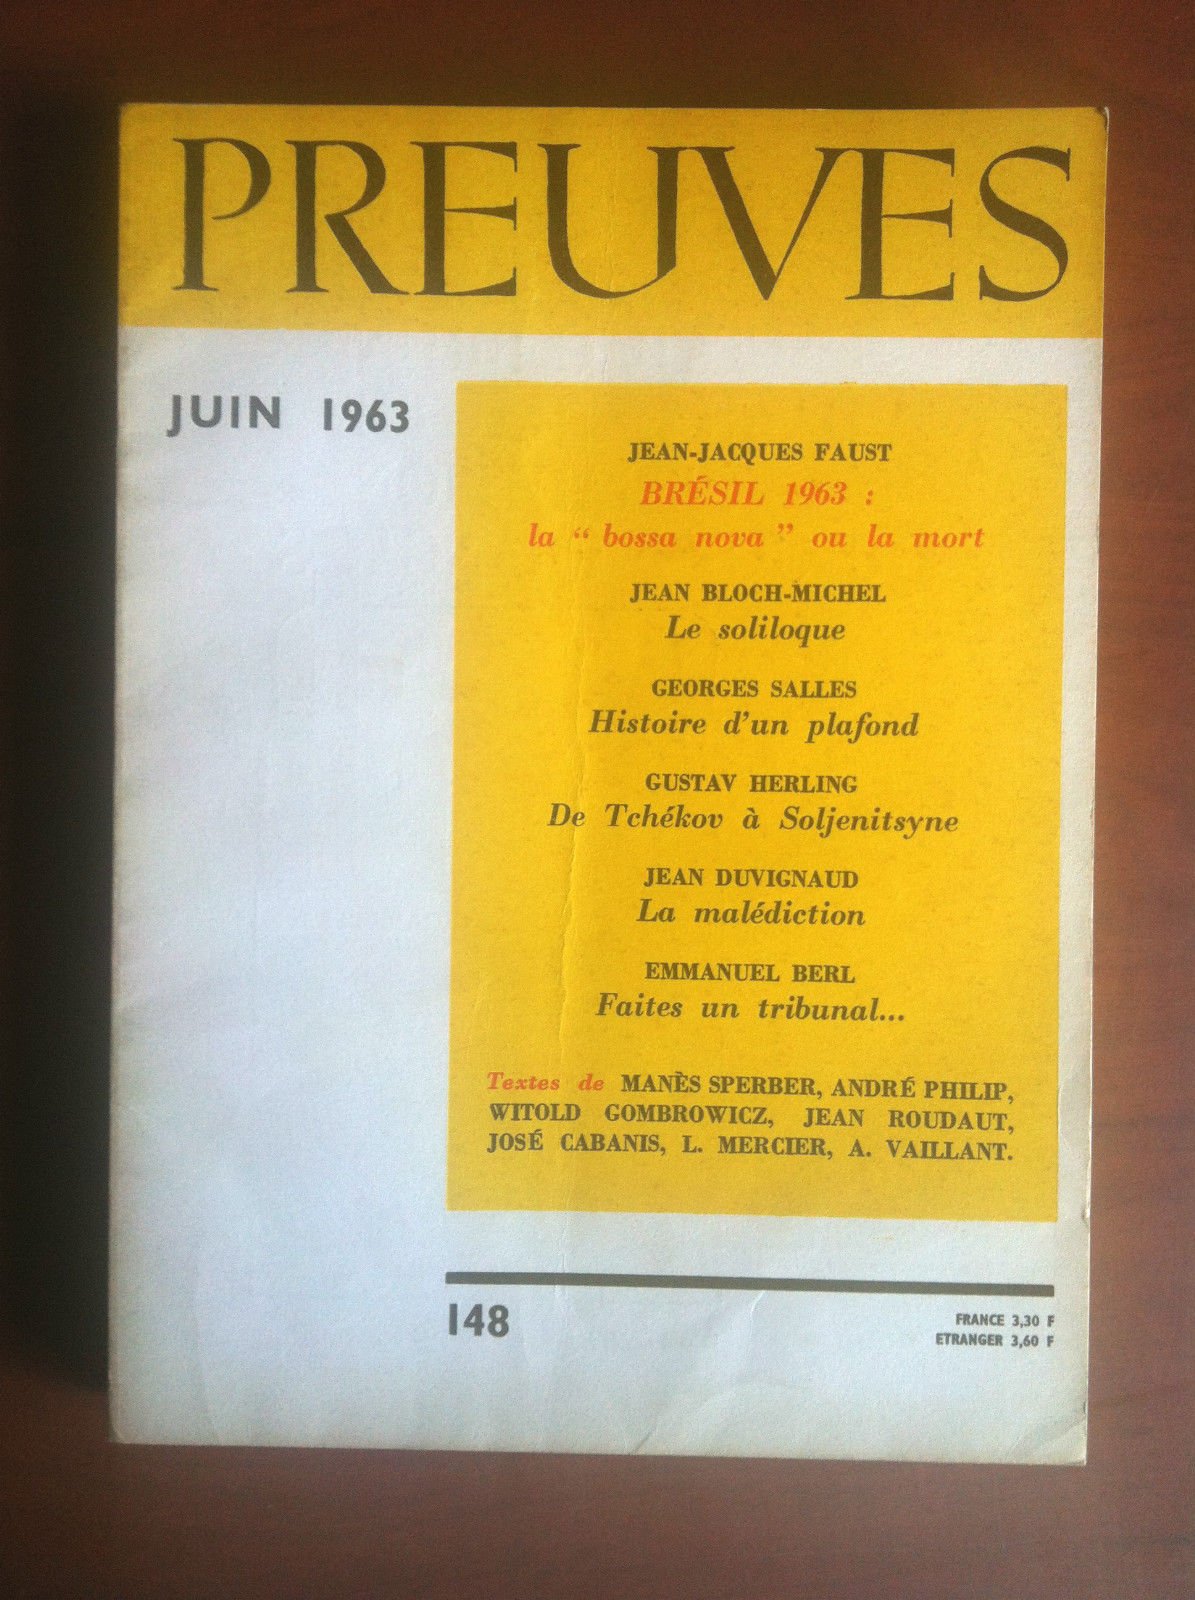 PREUVES
JUIN 1963
JEAN-JACQUES FAUST
BRÉSIL 1963 :
la “ bossa nova ” ou la mort
JEAN BLOCH-MICHEL
Le soliloque
GEORGES SALLES
Histoire d’un plafond
GUSTAV HERLING
De Tchékov à Soljenitsyne
JEAN DUVIGNAUD
La malédiction
EMMANUEL BERL
Faites un tribunal...
Textes de MANÈS SPERBER, ANDRÉ PHILIP,
WITOLD GOMBROWICZ, JEAN ROUDAUT,
JOSÉ CABANIS, L. MERCIER, A. VAILLANT.
148
FRANCE 3,30 F
ETRANGER 3,60 F